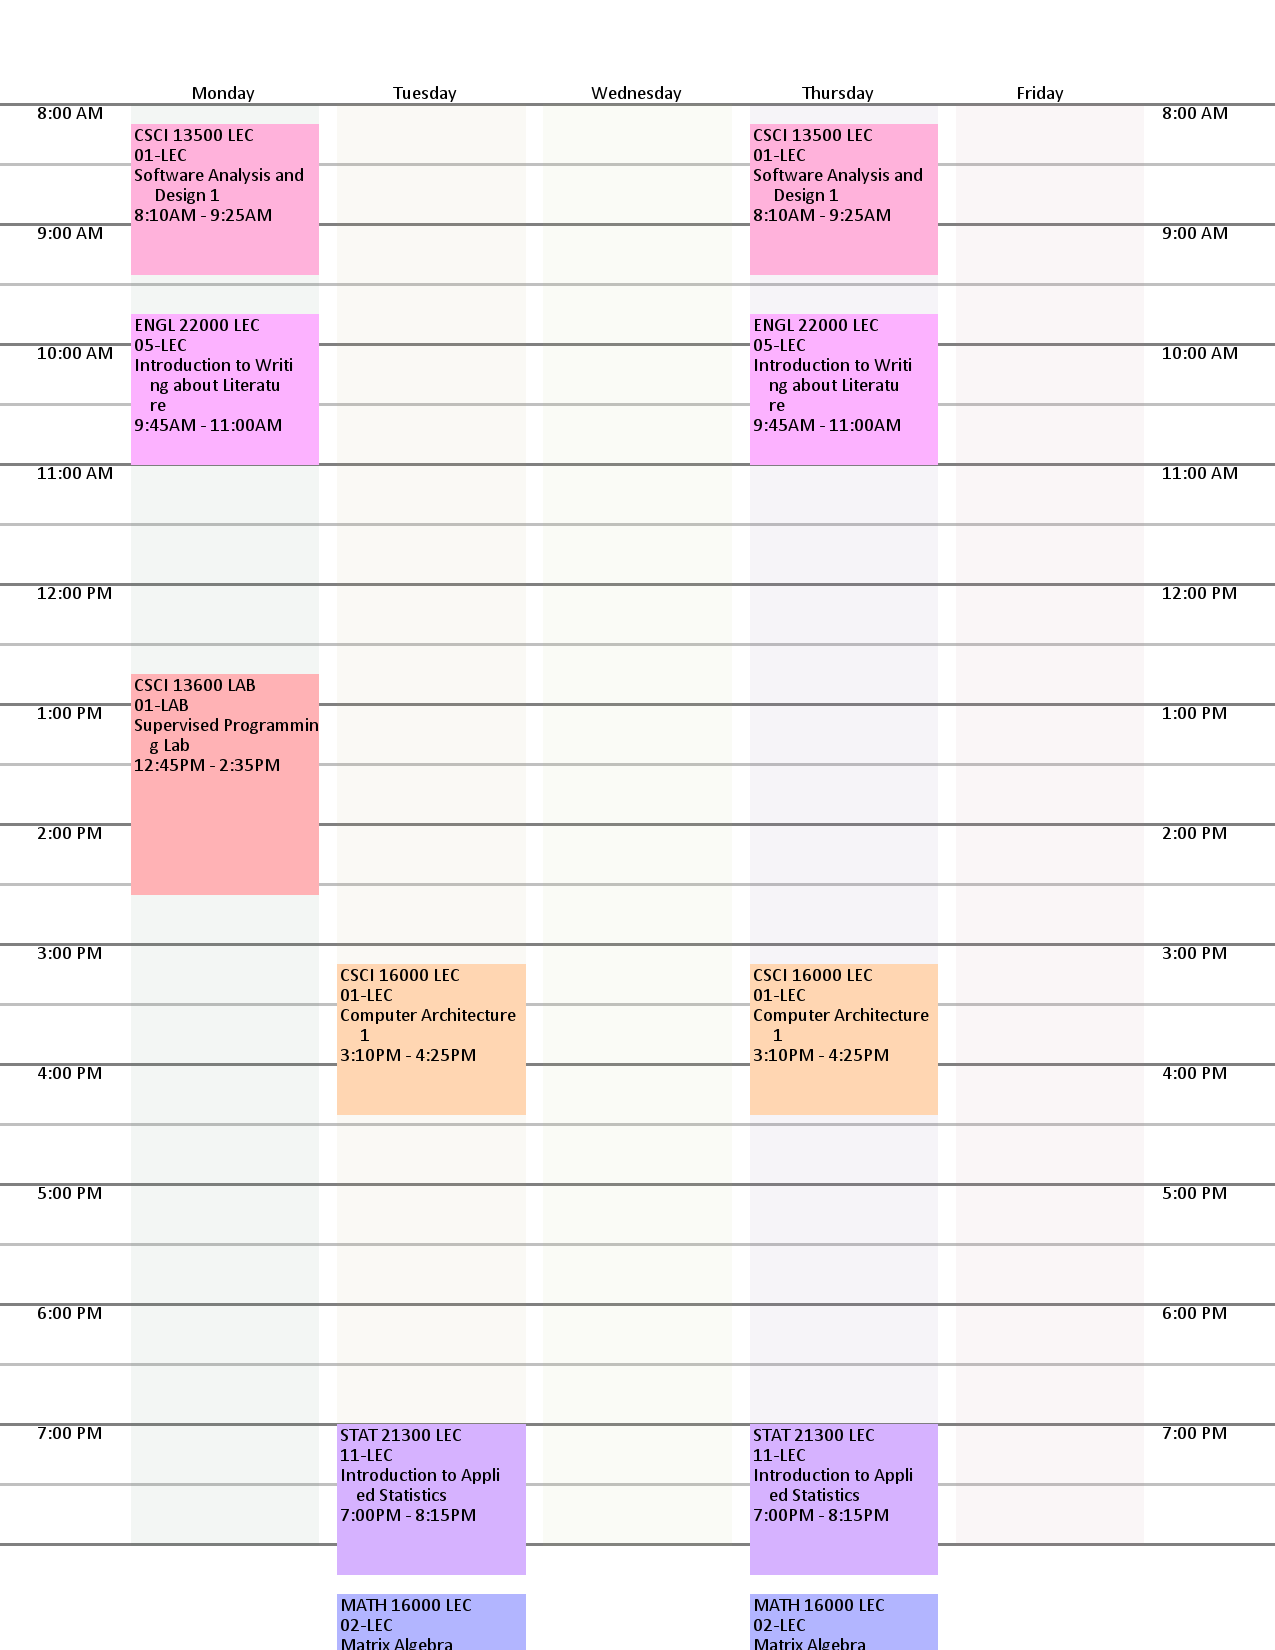 Monday Tuesday Wednesday Thursday Friday
8:00 AM 8:00 AM
CSCI 13500 LEC CSCI 13500 LEC
01-LEC 01-LEC
Software Analysis and Software Analysis and
Design 1 Design 1
8:10AM - 9:25AM 8:10AM - 9:25AM
9:00 AM 9:00 AM
ENGL 22000 LEC ENGL 22000 LEC
05-LEC 05-LEC
10:00 AM 10:00 AM
Introduction to Writi Introduction to Writi
ng about Literatu ng about Literatu
re re
9:45AM - 11:00AM 9:45AM - 11:00AM
11:00 AM 11:00 AM
12:00 PM 12:00 PM
CSCI 13600 LAB
01-LAB
1:00 PM 1:00 PM
Supervised Programmin
g Lab
12:45PM - 2:35PM
2:00 PM 2:00 PM
3:00 PM 3:00 PM
CSCI 16000 LEC CSCI 16000 LEC
01-LEC 01-LEC
Computer Architecture Computer Architecture
1 1
3:10PM - 4:25PM 3:10PM - 4:25PM
4:00 PM 4:00 PM
5:00 PM 5:00 PM
6:00 PM 6:00 PM
7:00 PM 7:00 PM
STAT 21300 LEC STAT 21300 LEC
11-LEC 11-LEC
Introduction to Appli Introduction to Appli
ed Statistics ed Statistics
7:00PM - 8:15PM 7:00PM - 8:15PM
MATH 16000 LEC MATH 16000 LEC
02-LEC 02-LEC
Matrix Algebra Matrix Algebra